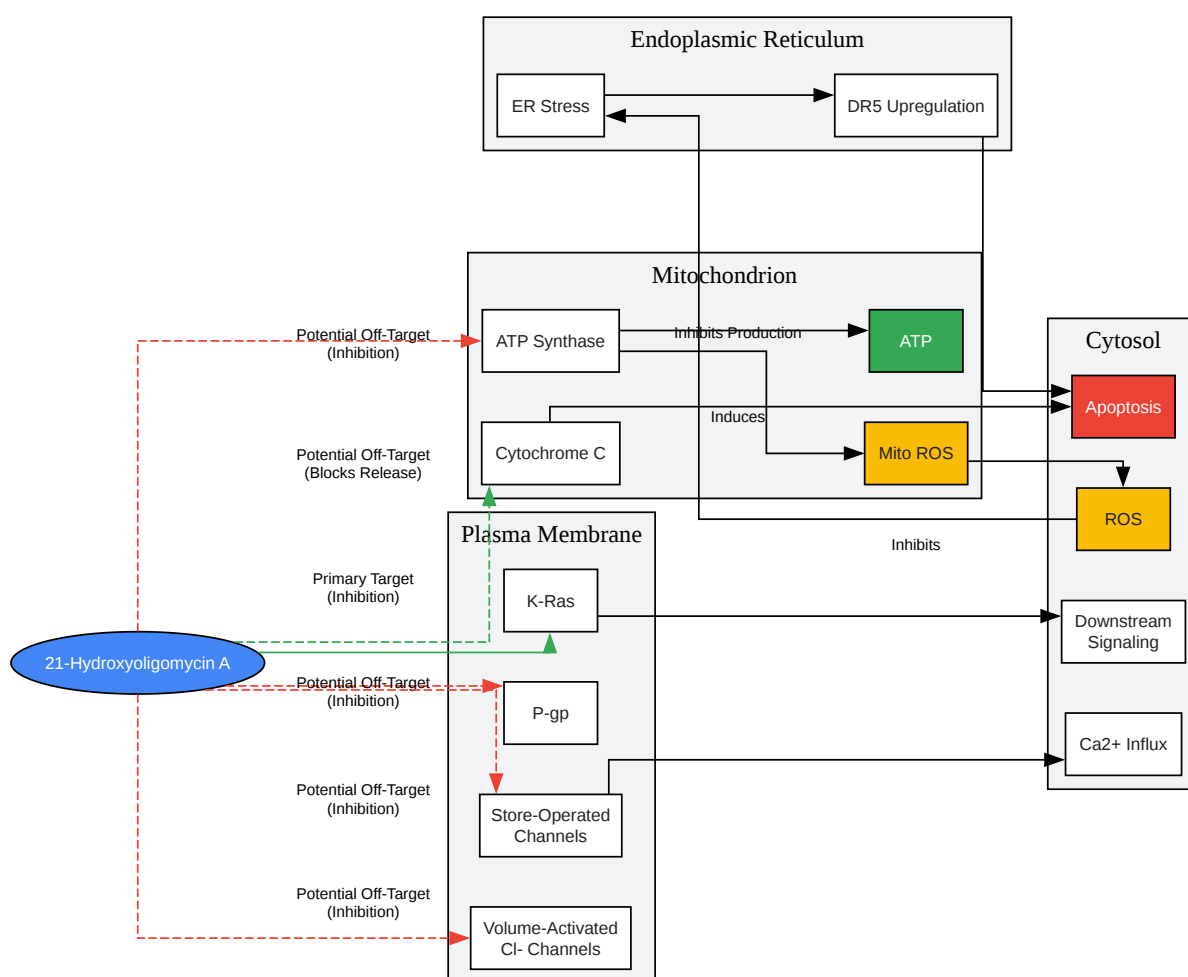 Endoplasmic Reticulum
ER Stress
DR5 Upregulation
Mitochondrion
Potential Off-Target
(Inhibition)
ATP Synthase
Inhibits Production
ATP
Cytosol
Apoptosis
Induces
Potential Off-Target
(Blocks Release)
Cytochrome C
Mito ROS
ROS
Inhibits
Plasma Membrane
Primary Target
(Inhibition)
K-Ras
Downstream
Signaling
21-Hydroxyoligomycin A
Potential Off-Target
(Inhibition)
P-gp
Ca2+ Influx
Potential Off-Target
(Inhibition)
Store-Operated
Channels
Potential Off-Target
(Inhibition)
Volume-Activated
Cl- Channels